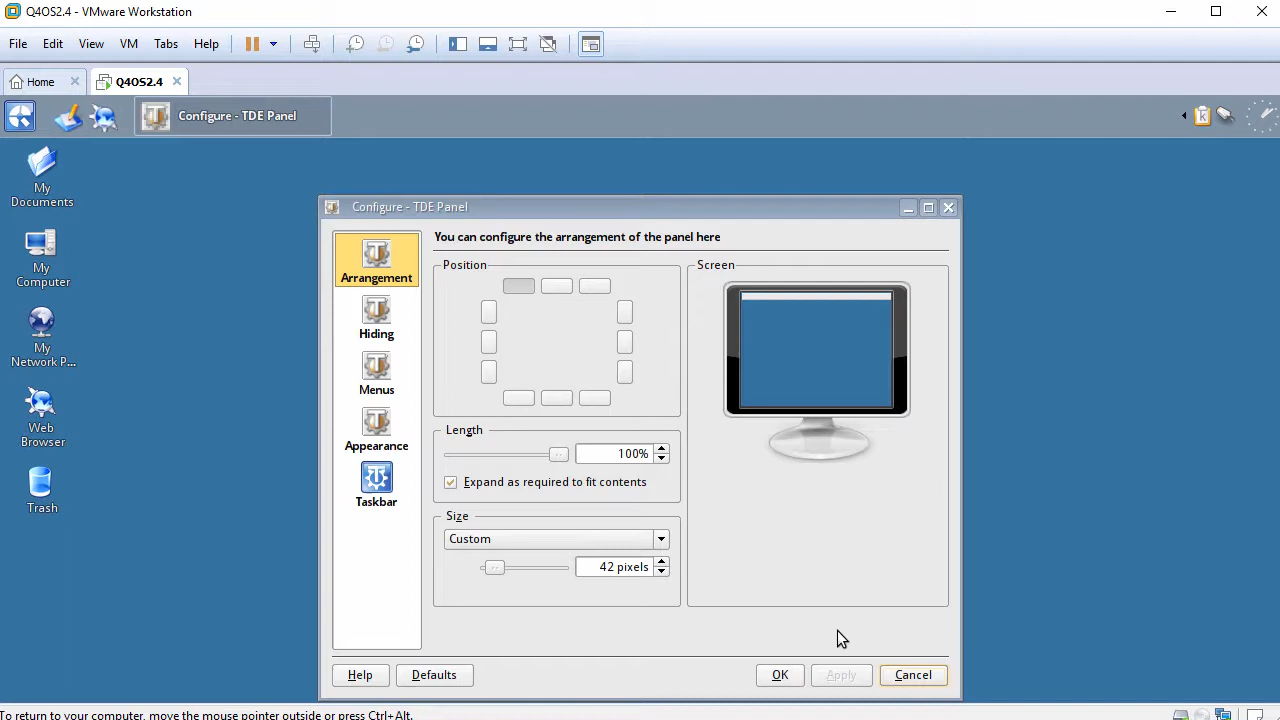 Q4OS2.4 - VMware Workstation
File Edit View VM Tabs Help
Home Q4OS2.4
Configure - TDE Panel
My Documents
My Computer
My Network P...
Web Browser
Trash
Configure - TDE Panel
Arrangement
Hiding
Menus
Appearance
Taskbar
You can configure the arrangement of the panel here
Position
Screen
Length
100%
Expand as required to fit contents
Size
Custom
42 pixels
Help Defaults OK Apply Cancel
To return to your computer, move the mouse pointer outside or press Ctrl+Alt.